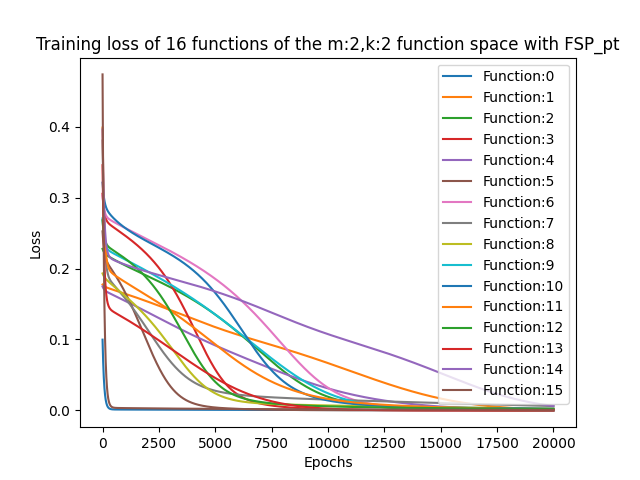 Training loss of 16 functions of the m:2,k:2 function space with FSP_pt
Loss
0.4
0.3
0.2
0.1
0.0
Function:0
Function:1
Function:2
Function:3
Function:4
Function:5
Function:6
Function:7
Function:8
Function:9
Function:10
Function:11
Function:12
Function:13
Function:14
Function:15
0 2500 5000 7500 10000 12500 15000 17500 20000
Epochs